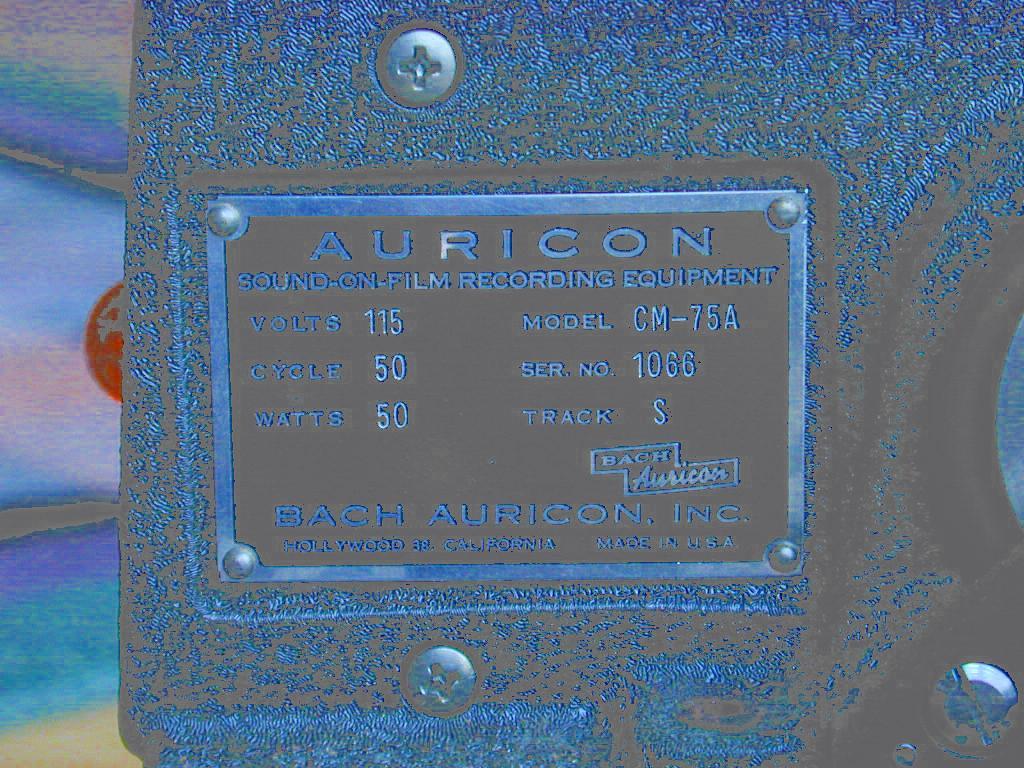 AURICON
SOUND-ON-FILM RECORDING EQUIPMENT
VOLTS 115 MODEL CM-75A
CYCLE 50 SER. NO. 1066
WATTS 50 TRACK S
BACH
Auricon
BACH AURICON, INC.
HOLLYWOOD 38, CALIFORNIA MADE IN U.S.A.